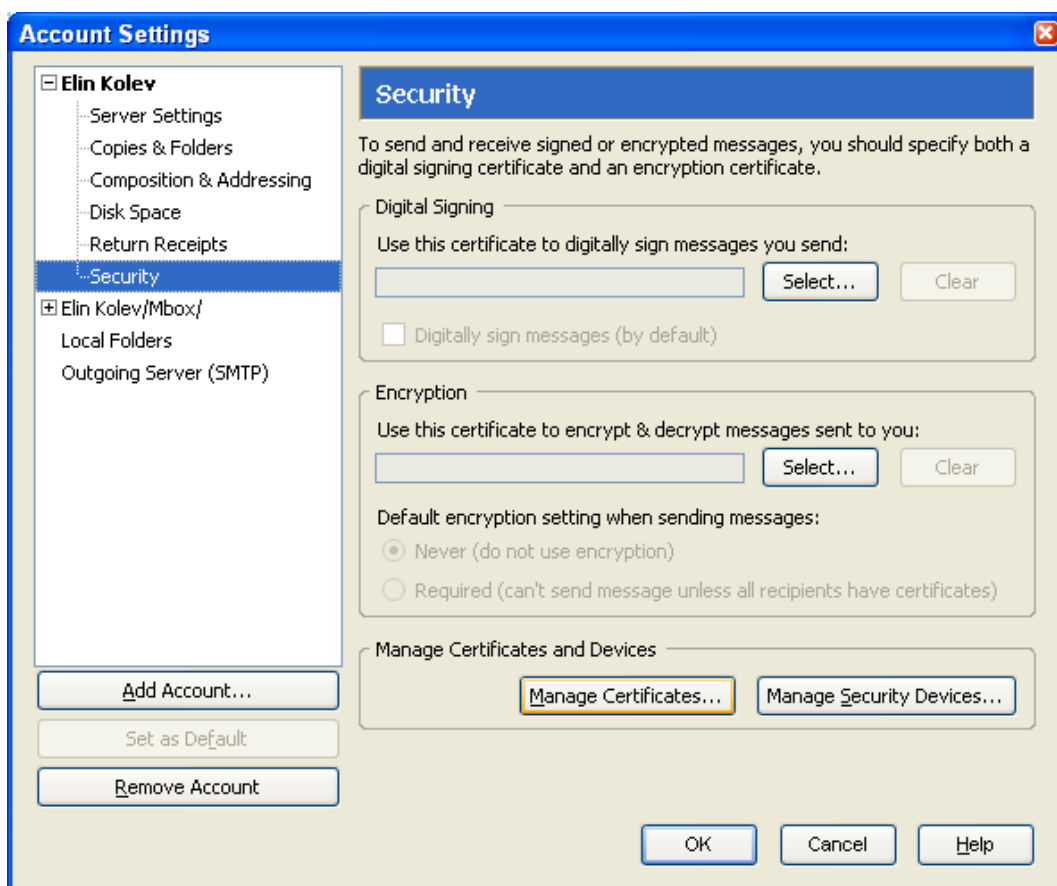 Account Settings
Elin Kolev
Server Settings
Copies & Folders
Composition & Addressing
Disk Space
Return Receipts
Security
Elin Kolev/Mbox/
Local Folders
Outgoing Server (SMTP)
Add Account...
Set as Default
Remove Account
Security
To send and receive signed or encrypted messages, you should specify both a
digital signing certificate and an encryption certificate.
Digital Signing
Use this certificate to digitally sign messages you send:
Select... Clear
Digitally sign messages (by default)
Encryption
Use this certificate to encrypt & decrypt messages sent to you:
Select... Clear
Default encryption setting when sending messages:
Never (do not use encryption)
Required (can't send message unless all recipients have certificates)
Manage Certificates and Devices
Manage Certificates... Manage Security Devices...
OK Cancel Help